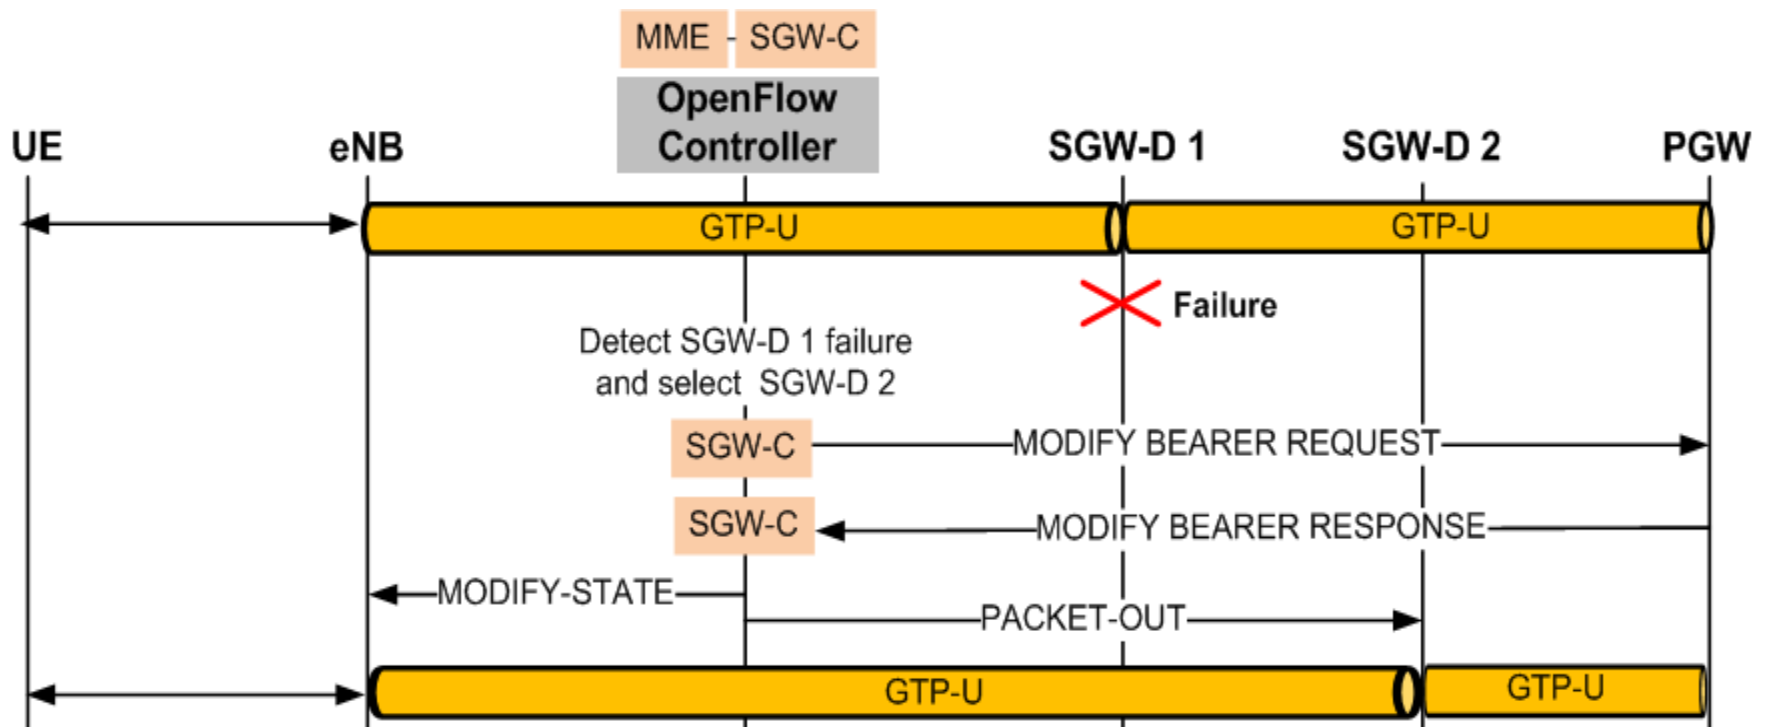 MME - SGW-C
OpenFlow
Controller
UE
eNB
SGW-D 1
SGW-D 2
PGW
GTP-U
GTP-U
Failure
Detect SGW-D 1 failure
and select SGW-D 2
SGW-C
MODIFY BEARER REQUEST
SGW-C
MODIFY BEARER RESPONSE
MODIFY-STATE
PACKET-OUT
GTP-U
GTP-U